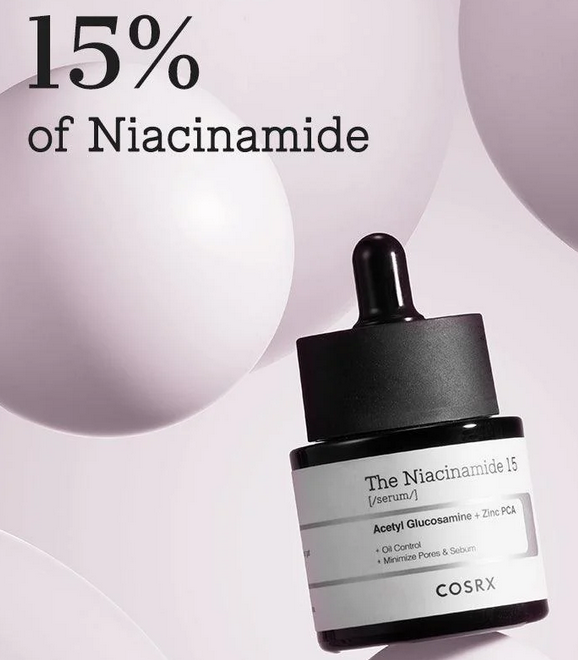 15%
of Niacinamide
The Niacinamide 15
[/serum/]
Acetyl Glucosamine + Zinc PCA
+ Oil Control
+ Minimize Pores & Sebum
COSRX